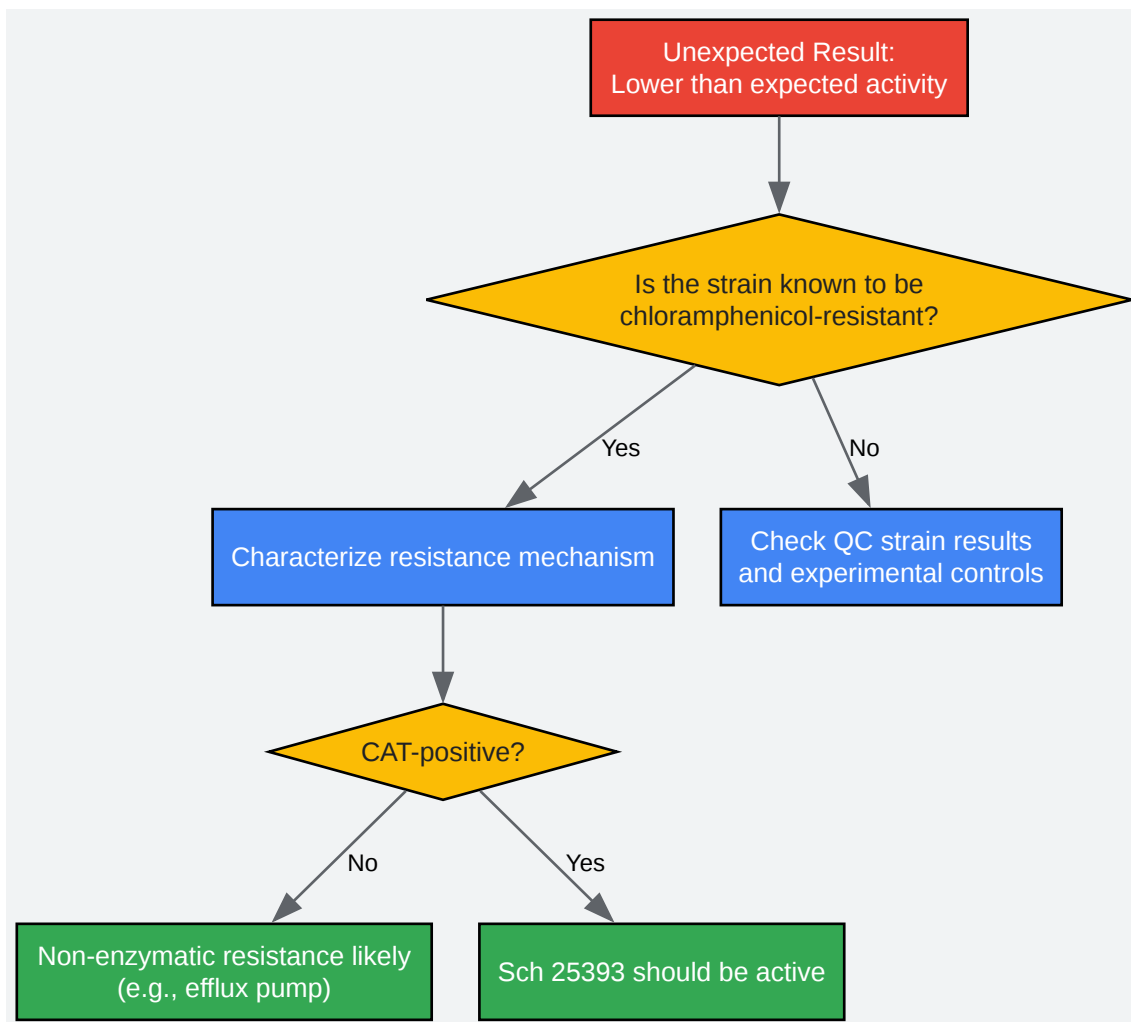 Unexpected Result:
Lower than expected activity
Is the strain known to be
chloramphenicol-resistant?
Yes
No
Characterize resistance mechanism
Check QC strain results
and experimental controls
CAT-positive?
No
Yes
Non-enzymatic resistance likely
(e.g., efflux pump)
Sch 25393 should be active